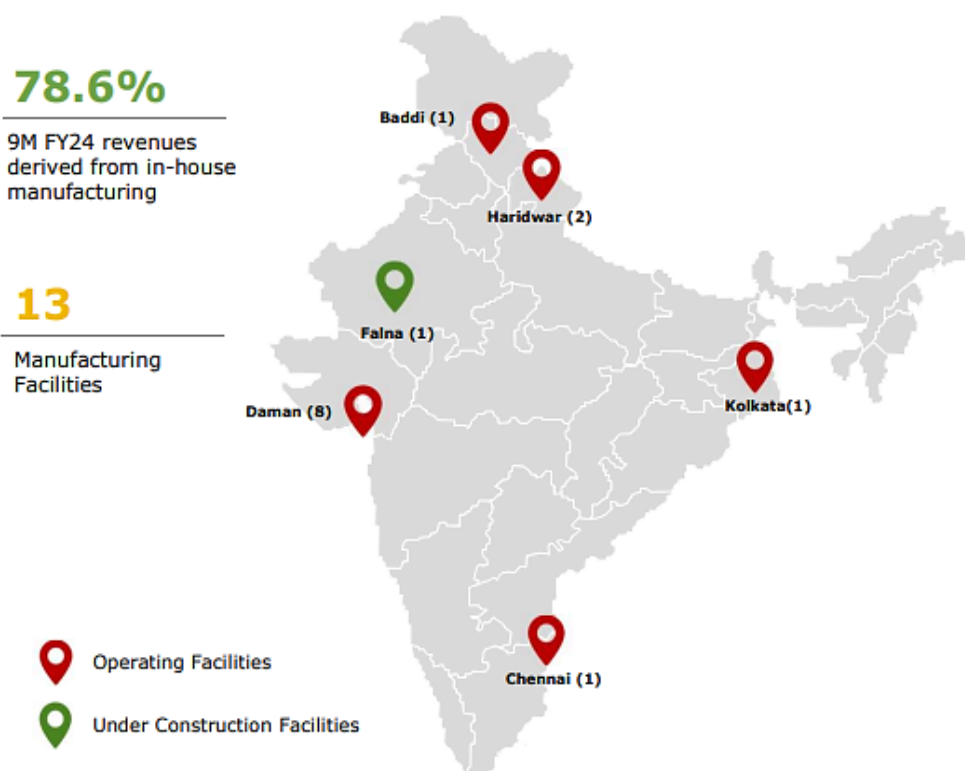 78.6%
9M FY24 revenues
derived from in-house
manufacturing
13
Manufacturing
Facilities
Baddi (1)
Haridwar (2)
Falna (1)
Daman (8)
Kolkata(1)
Chennai (1)
Operating Facilities
Under Construction Facilities